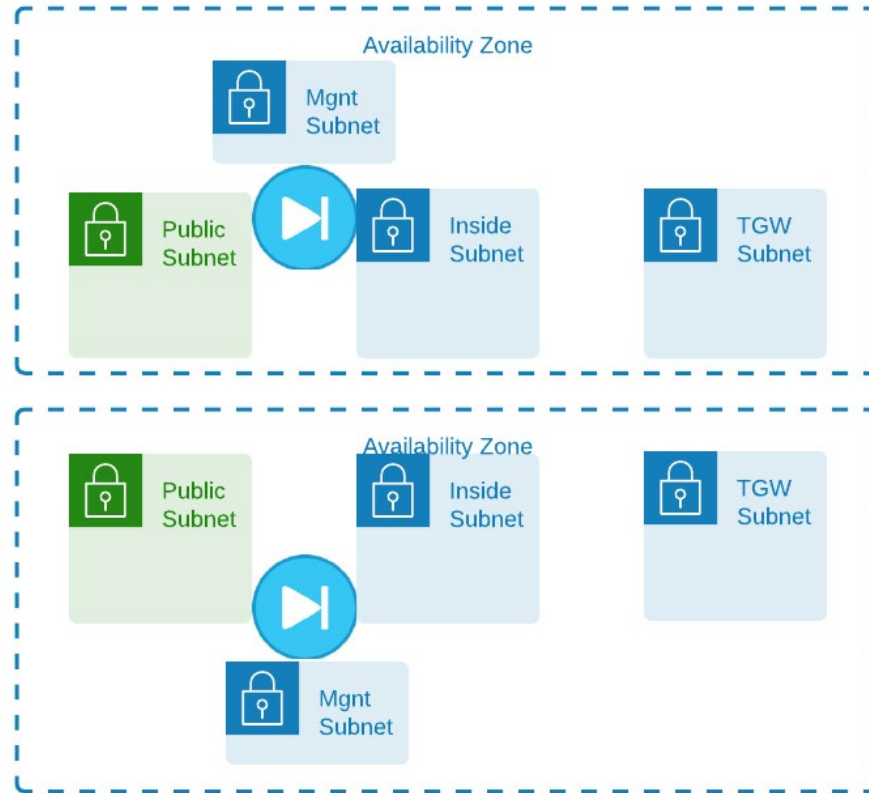 Availability Zone
Mgnt
Subnet
Public
Subnet
Inside
Subnet
TGW
Subnet
Availability Zone
Public
Subnet
Inside
Subnet
TGW
Subnet
Mgnt
Subnet